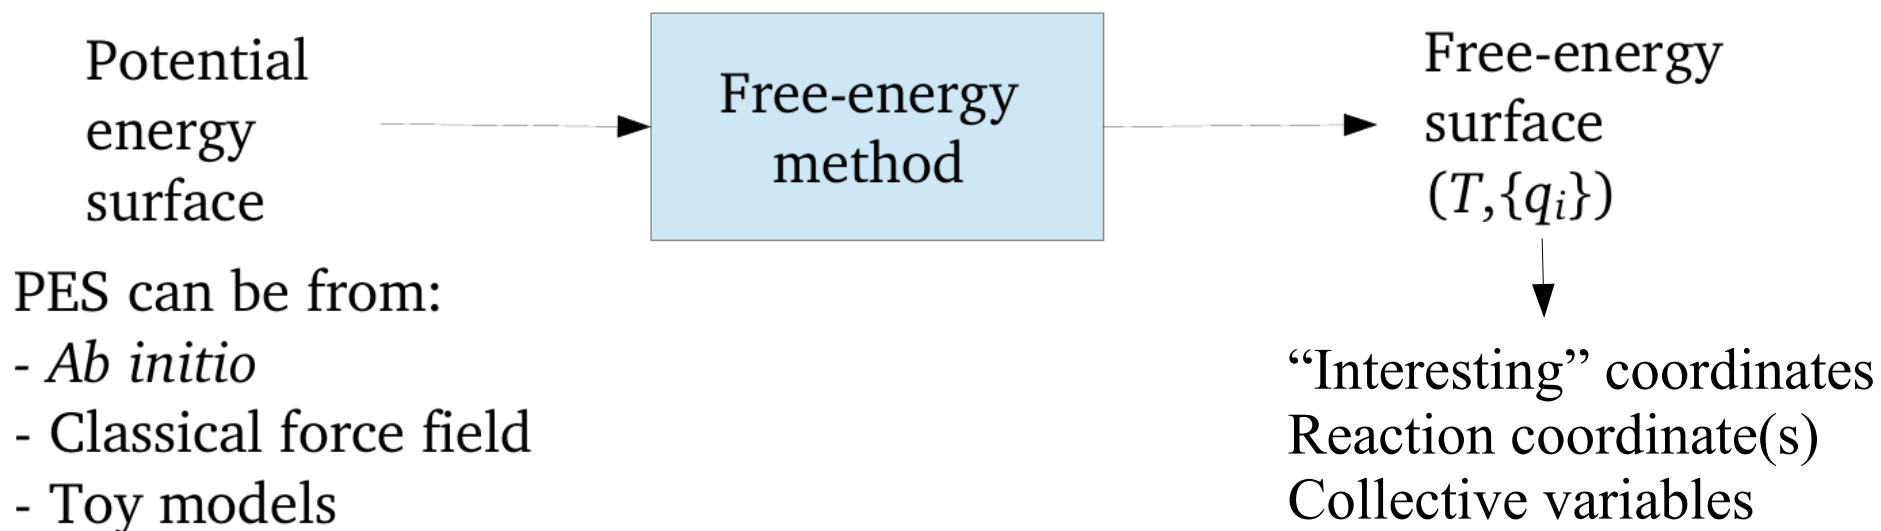 Potential
energy
surface
PES can be from:
- Ab initio
- Classical force field
- Toy models
Free-energy
method
Free-energy
surface
(T,{qᵢ})
“Interesting” coordinates
Reaction coordinate(s)
Collective variables